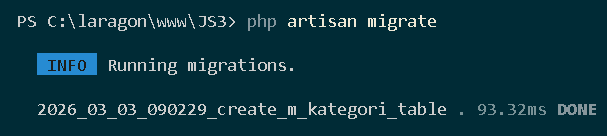 PS C:\laragon\www\JS3> php artisan migrate
INFO Running migrations.
2026_03_03_090229_create_m_kategori_table . 93.32ms DONE